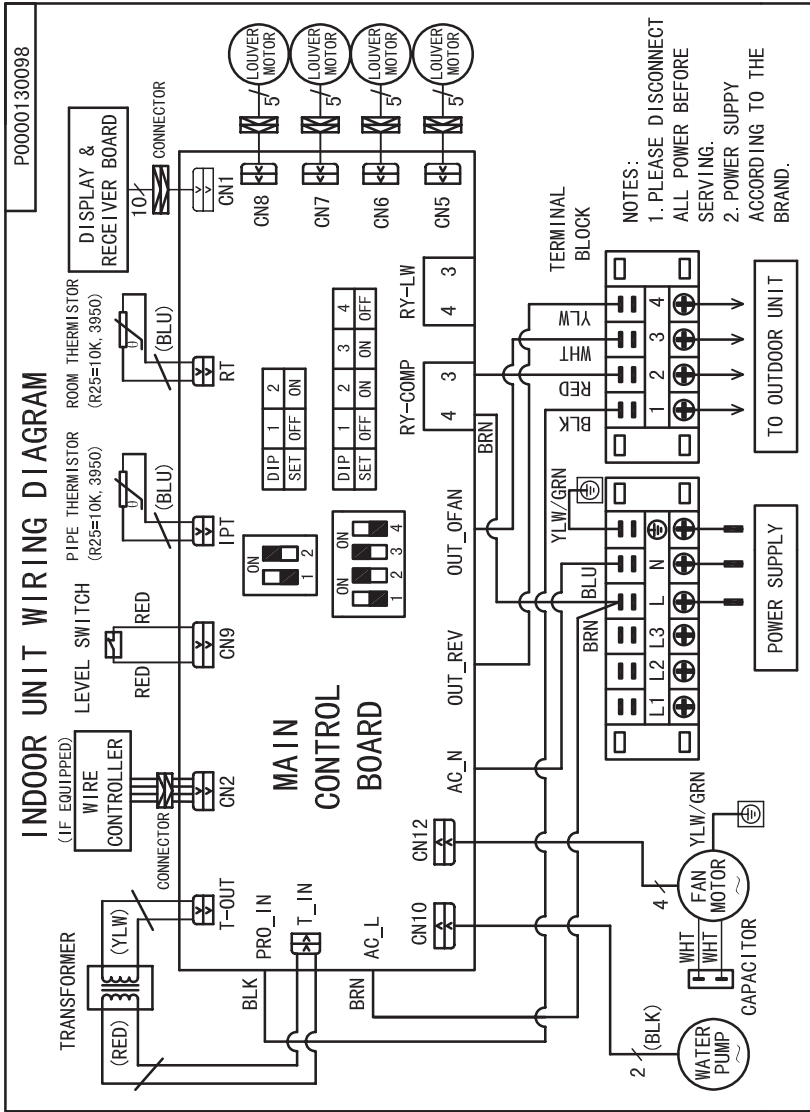 P0000130098
INDOOR UNIT WIRING DIAGRAM
TRANSFORMER
(RED)
(YLW)
(IF EQUIPPED)
WIRE
CONTROLLER
CONNECTOR
LEVEL SWITCH
RED
RED
PIPE THERMISTOR
(R25=10K, 3950)
θ
(BLU)
ROOM THERMISTOR
(R25=10K, 3950)
θ
(BLU)
DISPLAY &
RECEIVER BOARD
10
CONNECTOR
T-OUT
CN2
CN9
IPT
RT
CN1
PRO_IN
T_IN
AC_L
BLK
BRN
MAIN
CONTROL
BOARD
ON
1 2
ON ON
1 2 3 4
DIP 1 2
SET OFF ON
DIP 1 2 3 4
SET OFF ON ON OFF
CN8
5
LOUVER
MOTOR
CN7
5
LOUVER
MOTOR
CN6
5
LOUVER
MOTOR
CN5
5
LOUVER
MOTOR
CN10
CN12
AC_N
OUT_REV
OUT_OFAN
RY-COMP
4 3
RY-LW
4 3
BRN
2
(BLK)
WATER
PUMP
~
4
FAN
MOTOR
~
WHT
WHT
CAPACITOR
YLW/GRN
BRN
BLU
YLW/GRN
L1 L2 L3 L N
POWER SUPPLY
BLK
RED
WHT
YLW
TERMINAL
BLOCK
1 2 3 4
TO OUTDOOR UNIT
NOTES:
1. PLEASE DISCONNECT
ALL POWER BEFORE
SERVING.
2. POWER SUPPY
ACCORDING TO THE
BRAND.